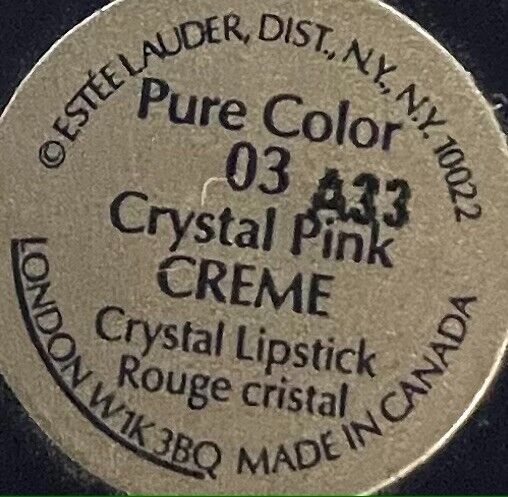 ©ESTÉE LAUDER, DIST., N.Y., N.Y. 10022
Pure Color
03 A33
Crystal Pink
CREME
Crystal Lipstick
Rouge cristal
LONDON W1K 3BQ MADE IN CANADA